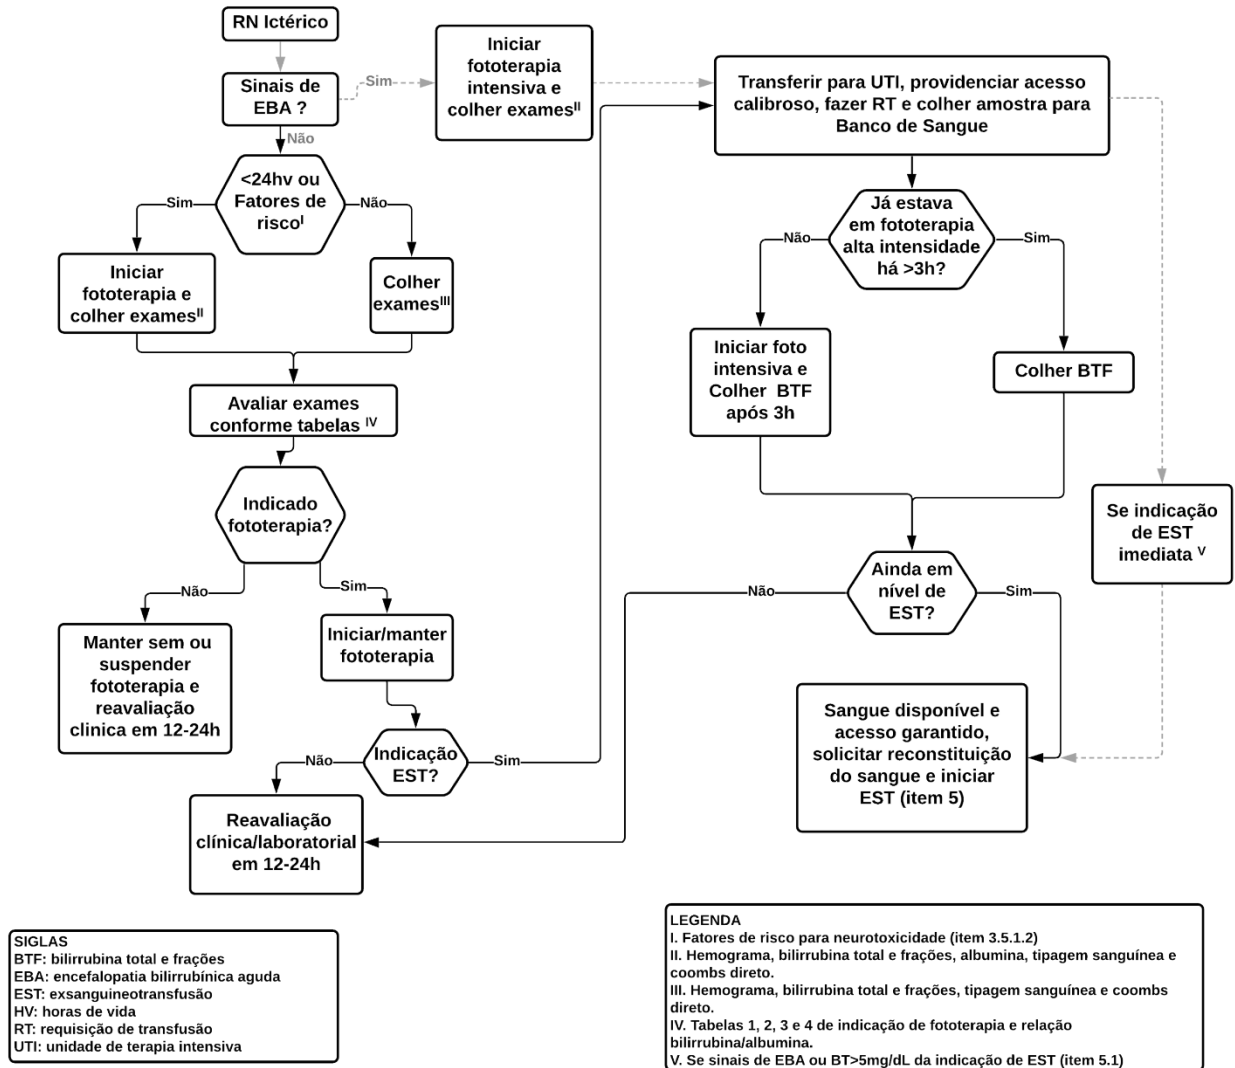 RN Ictérico
Sinais de
EBA ?
Sim
Não
Iniciar
fototerapia
intensiva e
colher examesII
Transferir para UTI, providenciar acesso
calibroso, fazer RT e colher amostra para
Banco de Sangue
<24hv ou
Fatores de
riscoI
Sim
Não
Iniciar
fototerapia e
colher examesII
Colher
examesIII
Avaliar exames
conforme tabelas IV
Indicado
fototerapia?
Não
Sim
Manter sem ou
suspender
fototerapia e
reavaliação
clinica em 12-24h
Iniciar/manter
fototerapia
Indicação
EST?
Não
Sim
Reavaliação
clínica/laboratorial
em 12-24h
Já estava
em fototerapia
alta intensidade
há >3h?
Não
Sim
Iniciar foto
intensiva e
Colher BTF
após 3h
Colher BTF
Se indicação
de EST
imediata V
Ainda em
nível de
EST?
Não
Sim
Sangue disponível e
acesso garantido,
solicitar reconstituição
do sangue e iniciar
EST (item 5)
SIGLAS
BTF: bilirrubina total e frações
EBA: encefalopatia bilirrubínica aguda
EST: exsanguineotransfusão
HV: horas de vida
RT: requisição de transfusão
UTI: unidade de terapia intensiva
LEGENDA
I. Fatores de risco para neurotoxicidade (item 3.5.1.2)
II. Hemograma, bilirrubina total e frações, albumina, tipagem sanguínea e
coombs direto.
III. Hemograma, bilirrubina total e frações, tipagem sanguínea e coombs
direto.
IV. Tabelas 1, 2, 3 e 4 de indicação de fototerapia e relação
bilirrubina/albumina.
V. Se sinais de EBA ou BT>5mg/dL da indicação de EST (item 5.1)